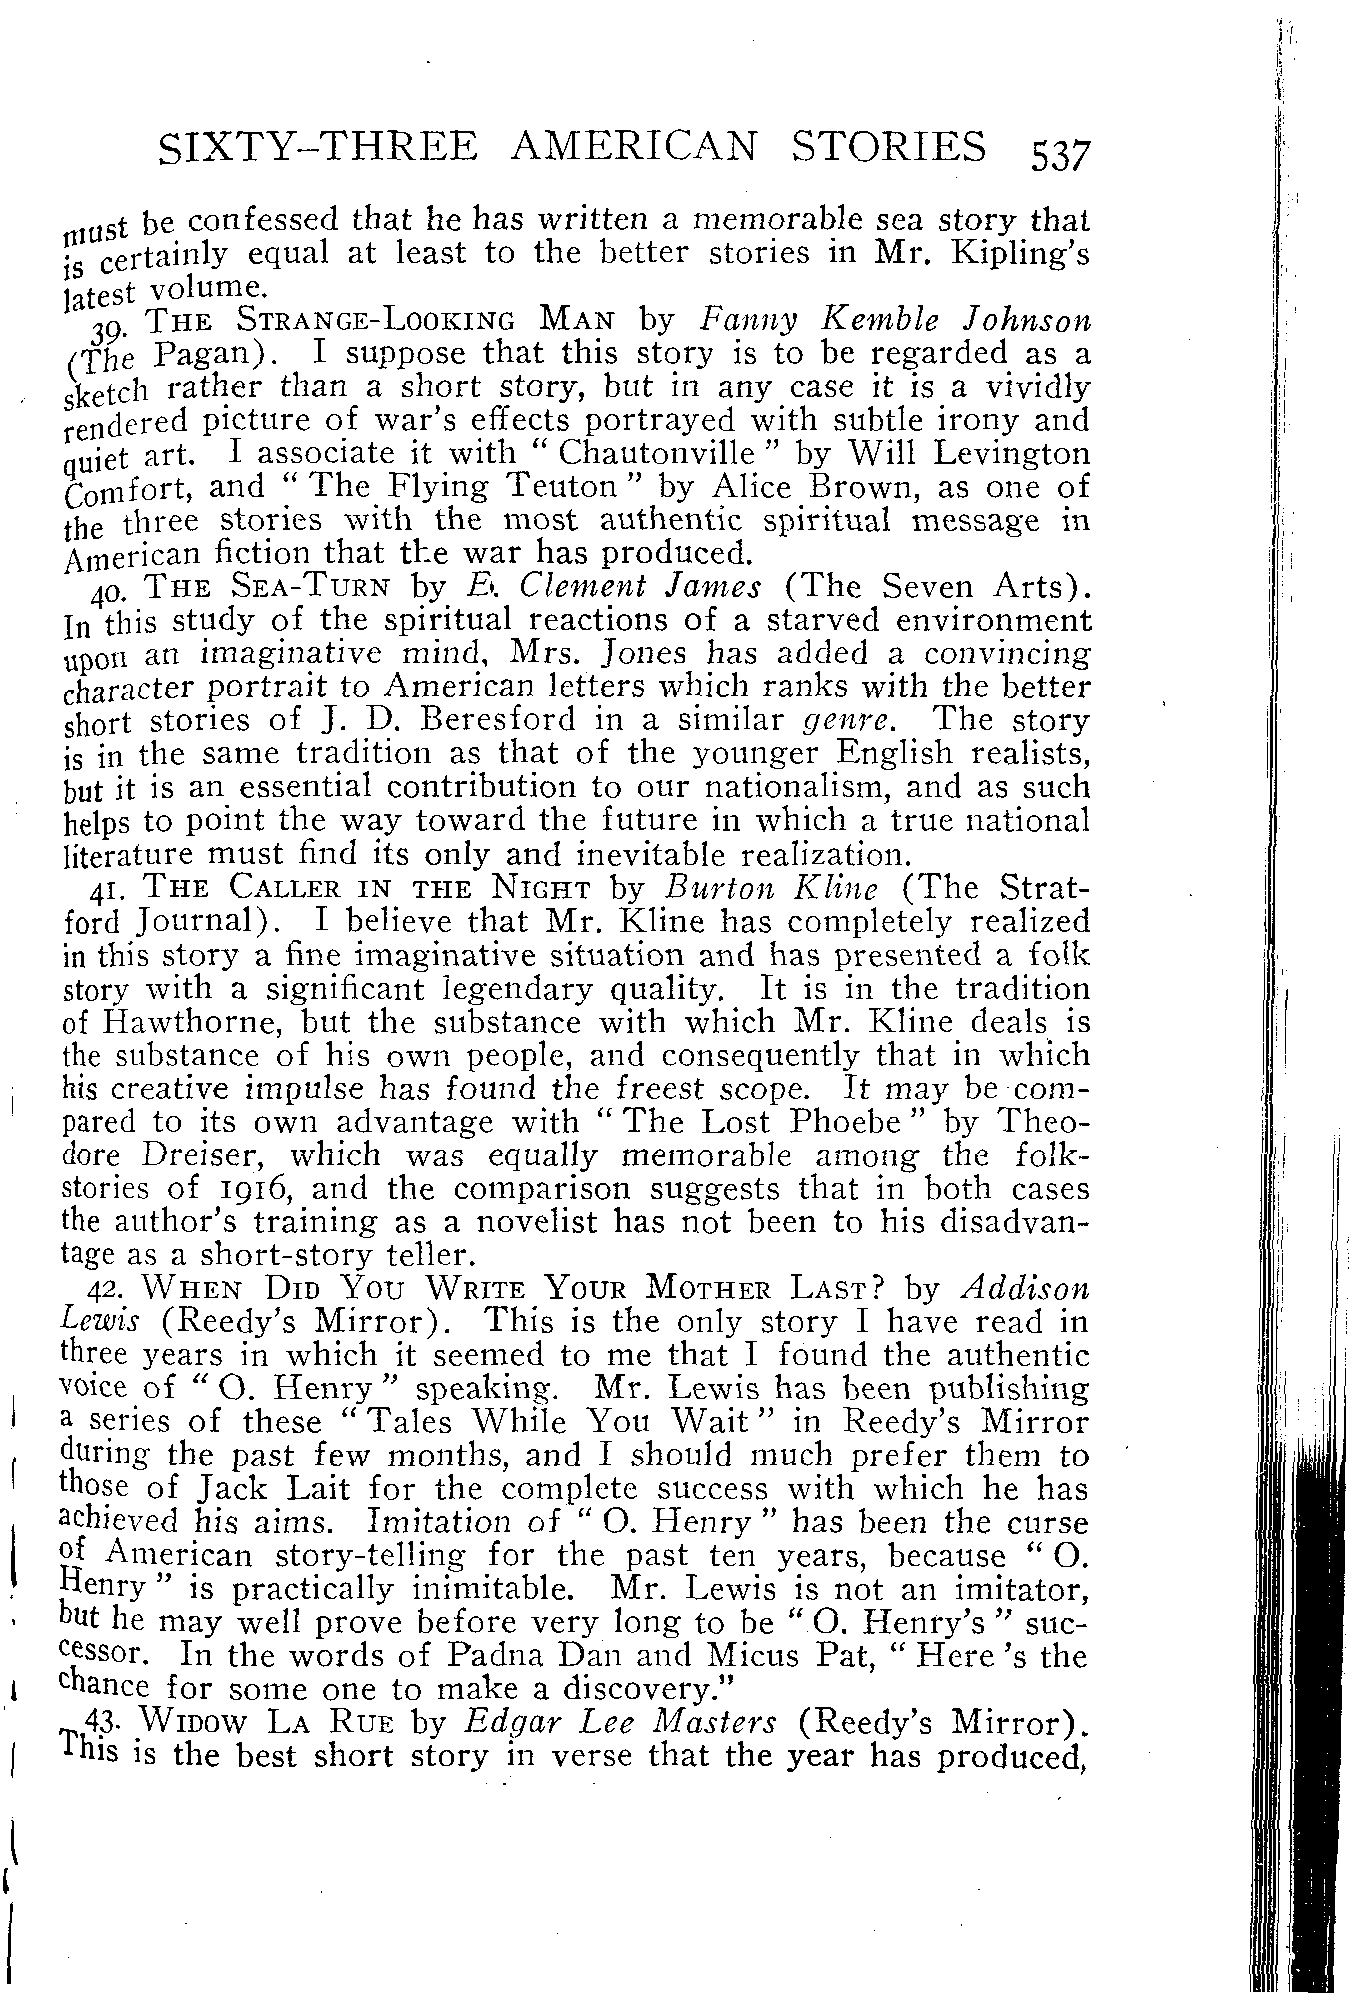 SIXTY–THREE AMERICAN STORIES 537
must be confessed that he has written a memorable sea story that
is certainly equal at least to the better stories in Mr. Kipling's
latest volume.
39. THE STRANGE-LOOKING MAN by Fanny Kemble Johnson
(The Pagan). I suppose that this story is to be regarded as a
sketch rather than a short story, but in any case it is a vividly
rendered picture of war's effects portrayed with subtle irony and
quiet art. I associate it with " Chautonville " by Will Levington
Comfort, and " The Flying Teuton " by Alice Brown, as one of
the three stories with the most authentic spiritual message in
American fiction that the war has produced.
40. THE SEA-TURN by E. Clement James (The Seven Arts).
In this study of the spiritual reactions of a starved environment
upon an imaginative mind, Mrs. Jones has added a convincing
character portrait to American letters which ranks with the better
short stories of J. D. Beresford in a similar genre. The story
is in the same tradition as that of the younger English realists,
but it is an essential contribution to our nationalism, and as such
helps to point the way toward the future in which a true national
literature must find its only and inevitable realization.
41. THE CALLER IN THE NIGHT by Burton Kline (The Strat-
ford Journal). I believe that Mr. Kline has completely realized
in this story a fine imaginative situation and has presented a folk
story with a significant legendary quality. It is in the tradition
of Hawthorne, but the substance with which Mr. Kline deals is
the substance of his own people, and consequently that in which
his creative impulse has found the freest scope. It may be com-
pared to its own advantage with " The Lost Phoebe " by Theo-
dore Dreiser, which was equally memorable among the folk-
stories of 1916, and the comparison suggests that in both cases
the author's training as a novelist has not been to his disadvan-
tage as a short-story teller.
42. WHEN DID YOU WRITE YOUR MOTHER LAST? by Addison
Lewis (Reedy's Mirror). This is the only story I have read in
three years in which it seemed to me that I found the authentic
voice of " O. Henry " speaking. Mr. Lewis has been publishing
a series of these " Tales While You Wait " in Reedy's Mirror
during the past few months, and I should much prefer them to
those of Jack Lait for the complete success with which he has
achieved his aims. Imitation of " O. Henry " has been the curse
of American story-telling for the past ten years, because " O.
Henry " is practically inimitable. Mr. Lewis is not an imitator,
but he may well prove before very long to be " O. Henry's " suc-
cessor. In the words of Padna Dan and Micus Pat, " Here 's the
chance for some one to make a discovery."
43. WIDOW LA RUE by Edgar Lee Masters (Reedy's Mirror).
This is the best short story in verse that the year has produced,